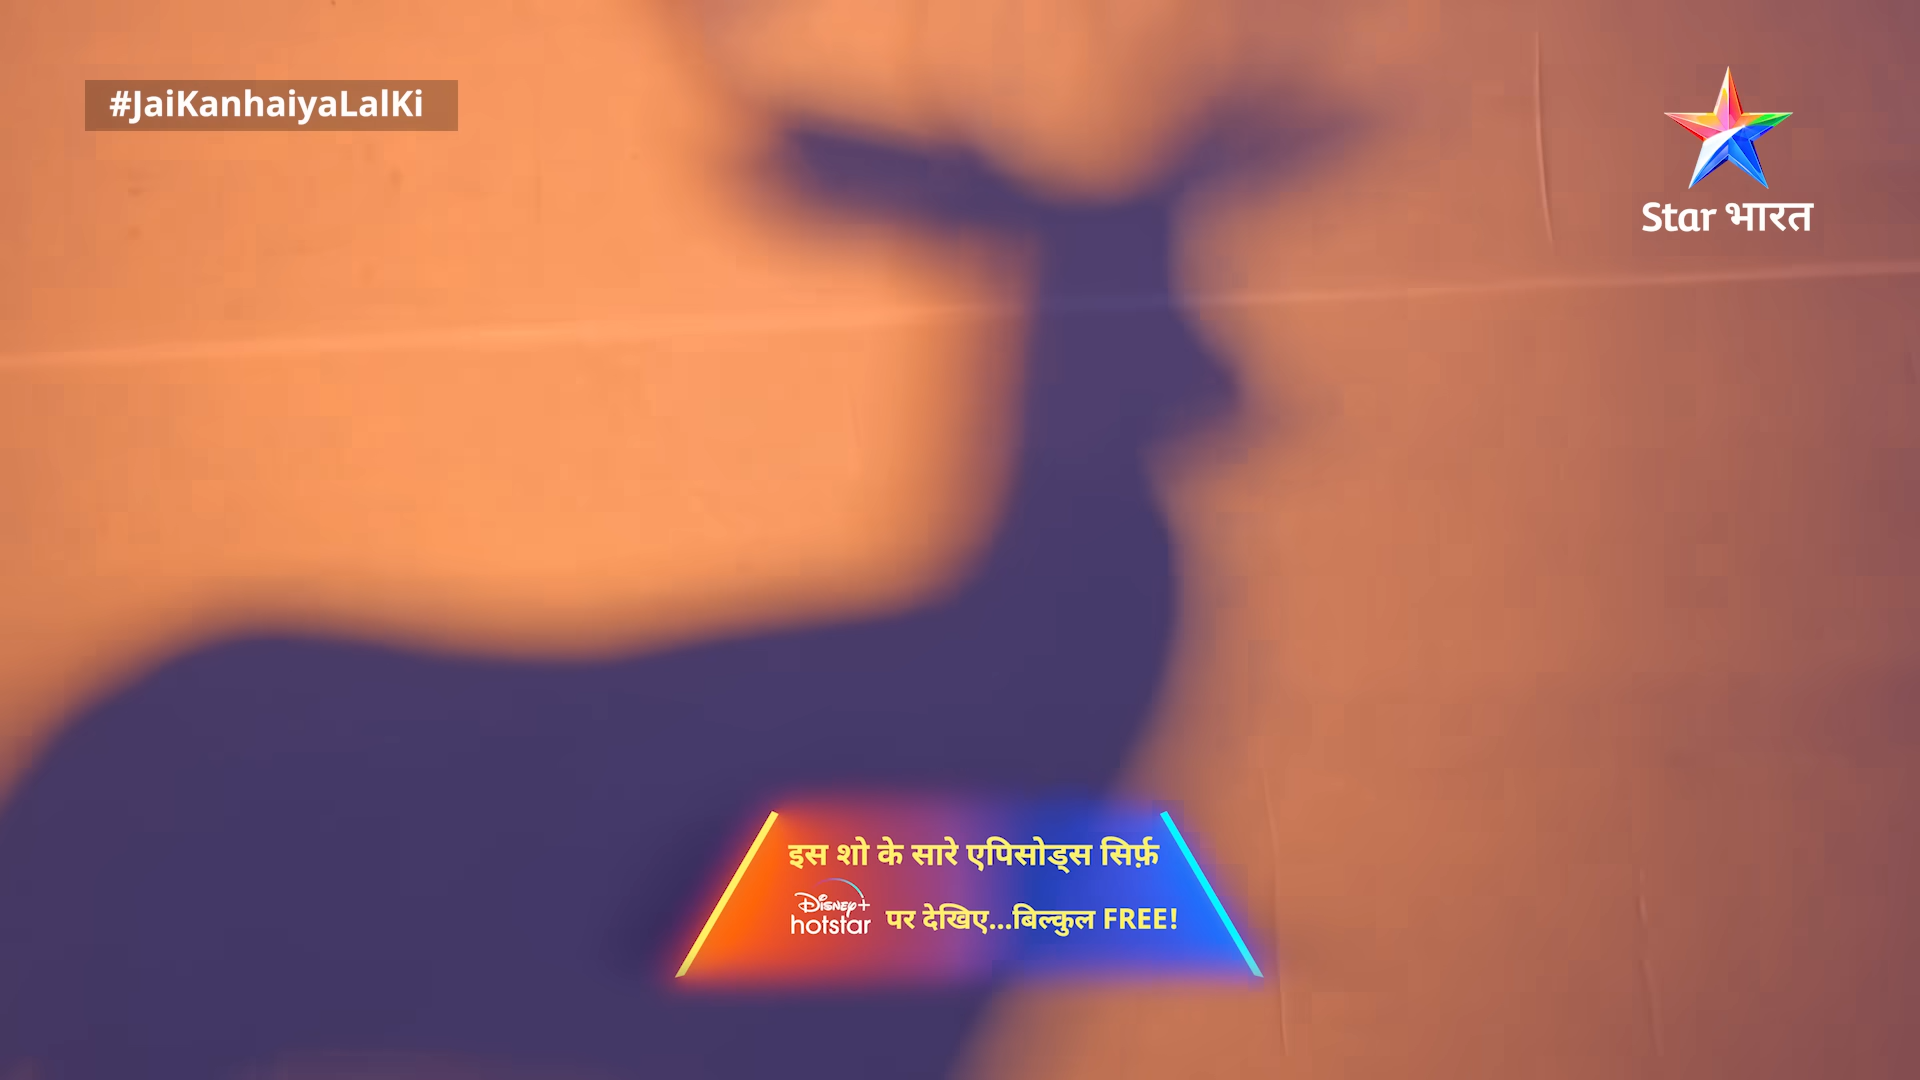 #JaiKanhaiyaLalKi
Star भारत
इस शो के सारे एपिसोड्स सिर्फ़
Disney+ hotstar पर देखिए...बिल्कुल FREE!